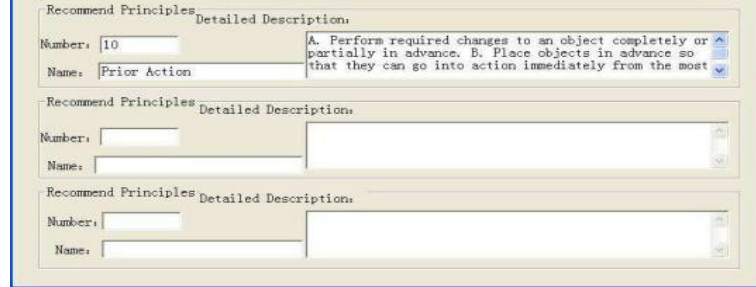 Recommend Principles
Detailed Description:
Number: 10
A. Perform required changes to an object completely or
partially in advance. B. Place objects in advance so
that they can go into action immediately from the most
Name: Prior Action
Recommend Principles
Detailed Description:
Number:
Name:
Recommend Principles
Detailed Description:
Number:
Name: